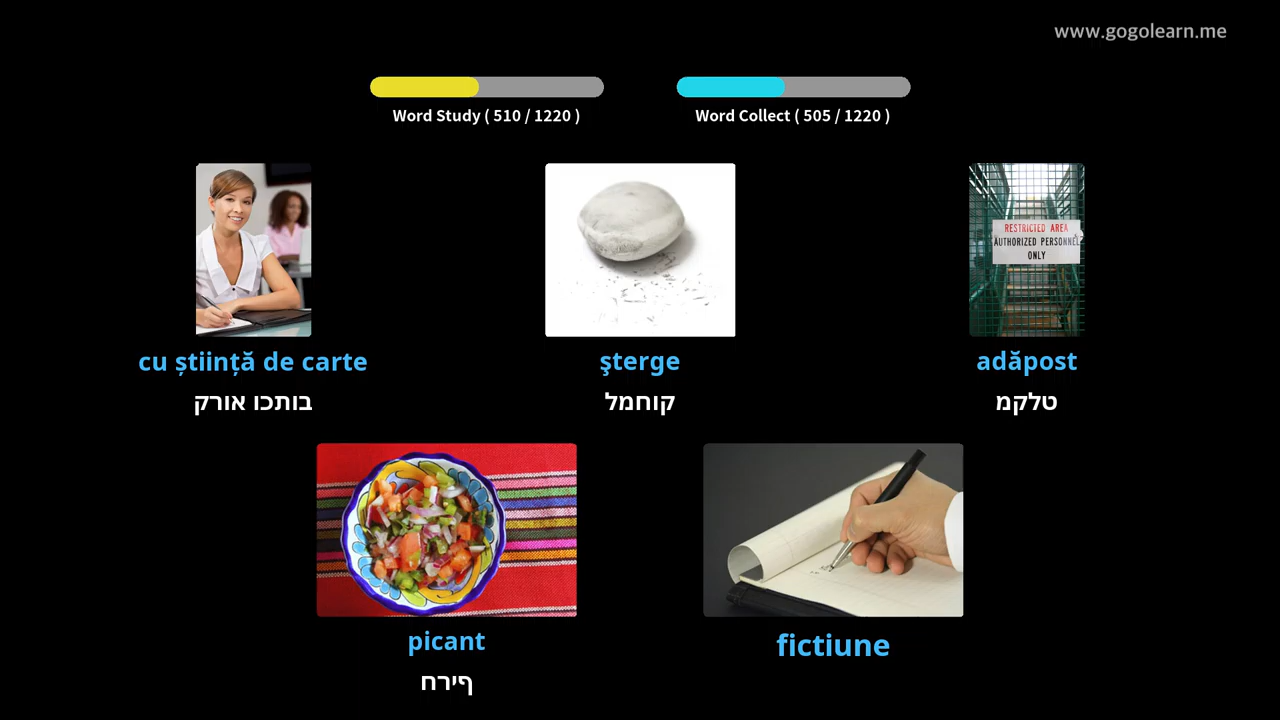 www.gogolearn.me
Word Study ( 510 / 1220 )
Word Collect ( 505 / 1220 )
cu știință de carte
בותכו אורק
şterge
קוחמל
RESTRICTED AREA
AUTHORIZED PERSONNEL
ONLY
adăpost
טלקמ
picant
ףירח
fictiune